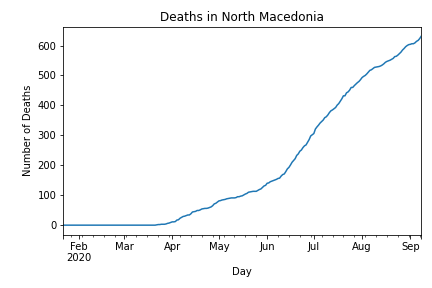 Deaths in North Macedonia
Number of Deaths
600
500
400
300
200
100
0
Feb Mar Apr May Jun Jul Aug Sep
2020
Day